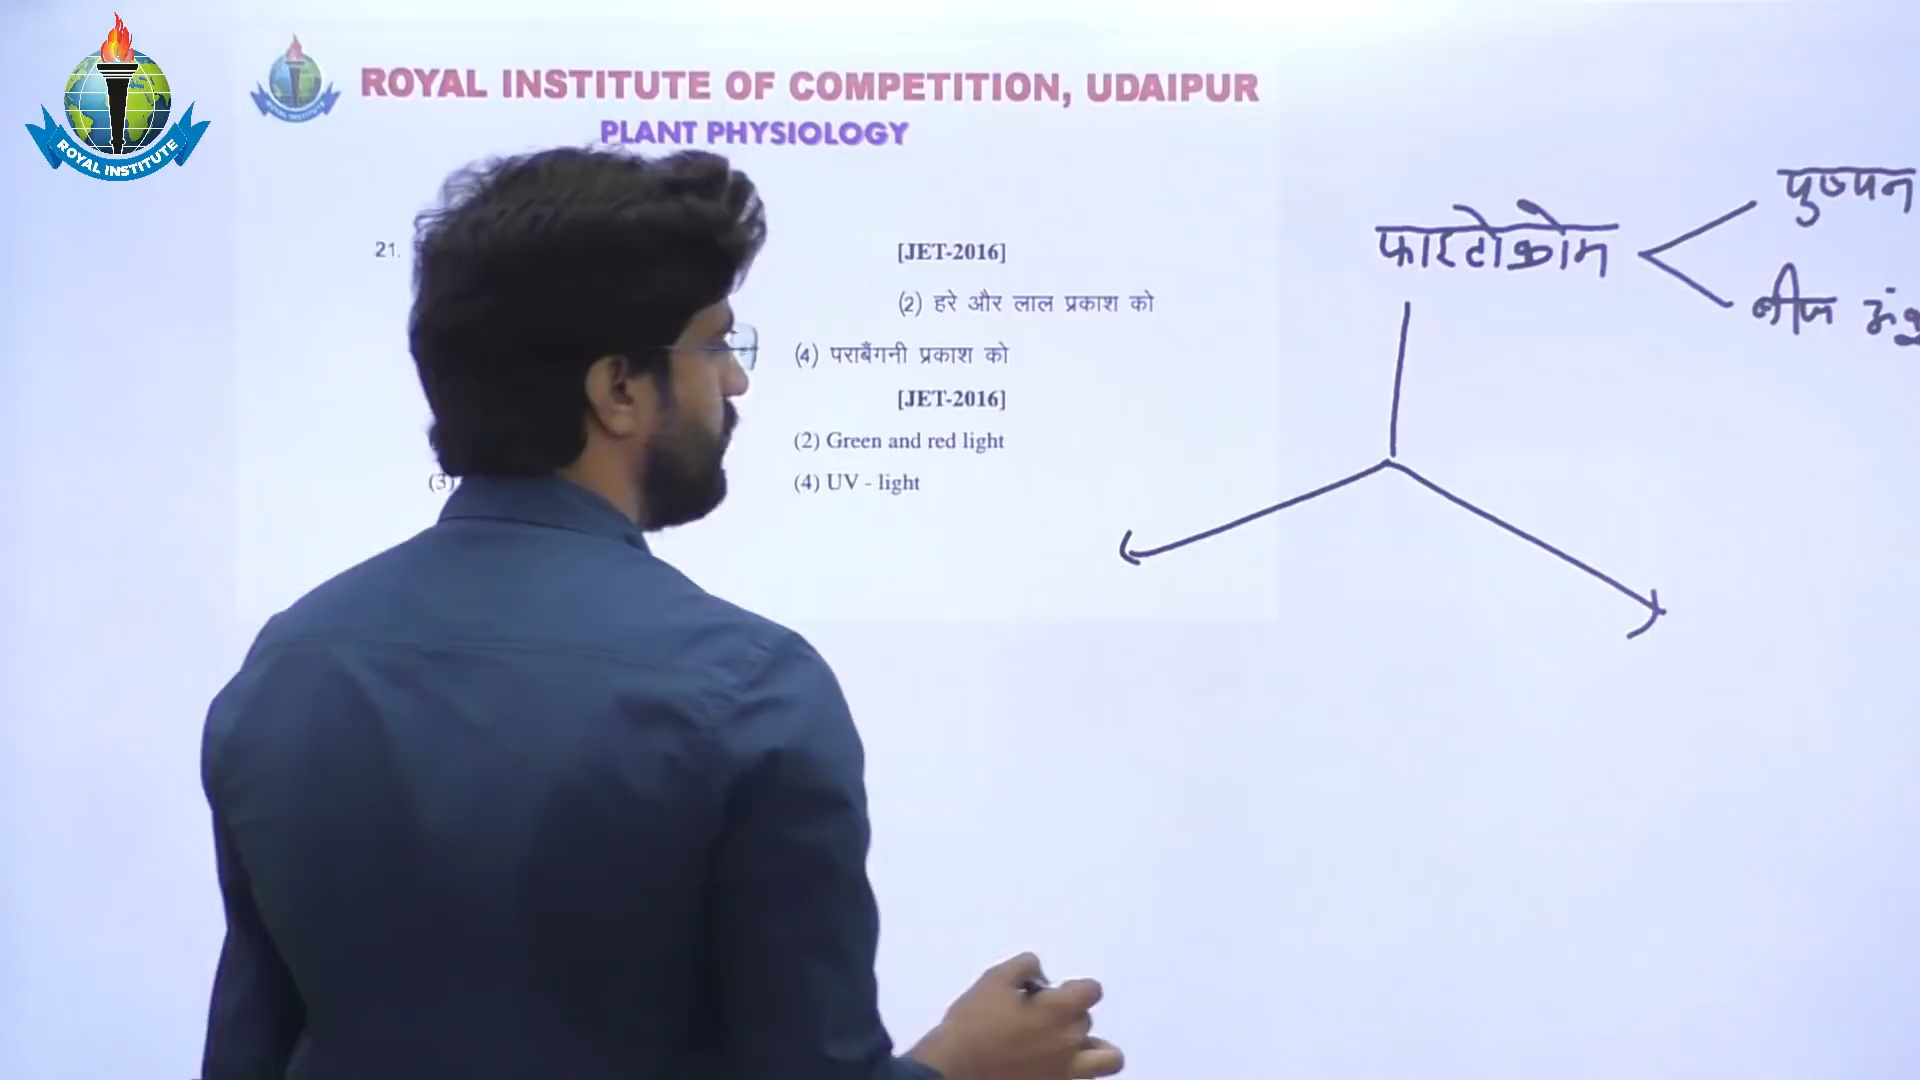 ROYAL INSTITUTE
ROYAL INSTITUTE OF COMPETITION, UDAIPUR
PLANT PHYSIOLOGY
21.
[JET-2016]
(2) हरे और लाल प्रकाश को
(4) पराबैंगनी प्रकाश को
[JET-2016]
(2) Green and red light
(3)
(4) UV - light
फाइटोक्रोम
पुष्पन
बीज